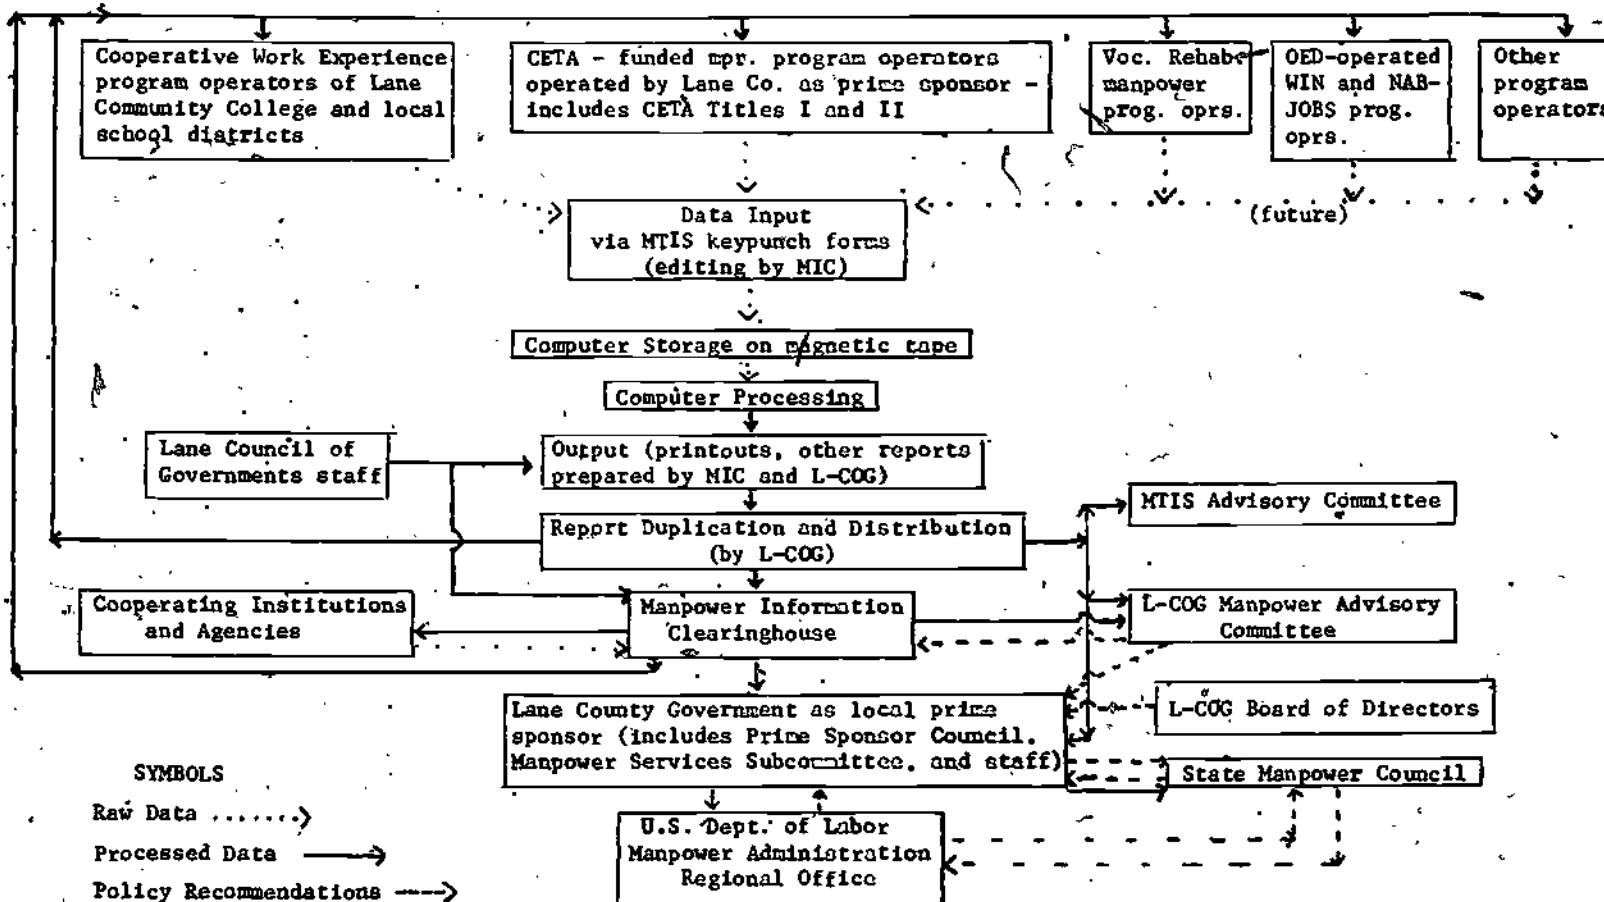 Cooperative Work Experience
program operators of Lane
Community College and local
school districts
CETA - funded mpr. program operators
operated by Lane Co. as prime sponsor -
includes CETA Titles I and II
Voc. Rehab.
manpower
prog. oprs.
OED-operated
WIN and NAB-
JOBS prog.
oprs.
Other
program
operators
(future)
Data Input
via MTIS keypunch forms
(editing by MIC)
Computer Storage on magnetic tape
Computer Processing
Lane Council of
Governments staff
Output (printouts, other reports
prepared by MIC and L-COG)
MTIS Advisory Committee
Report Duplication and Distribution
(by L-COG)
Cooperating Institutions
and Agencies
Manpower Information
Clearinghouse
L-COG Manpower Advisory
Committee
Lane County Government as local prime
sponsor (includes Prime Sponsor Council,
Manpower Services Subcommittee, and staff)
L-COG Board of Directors
State Manpower Council
U.S. Dept. of Labor
Manpower Administration
Regional Office
SYMBOLS
Raw Data
Processed Data
Policy Recommendations